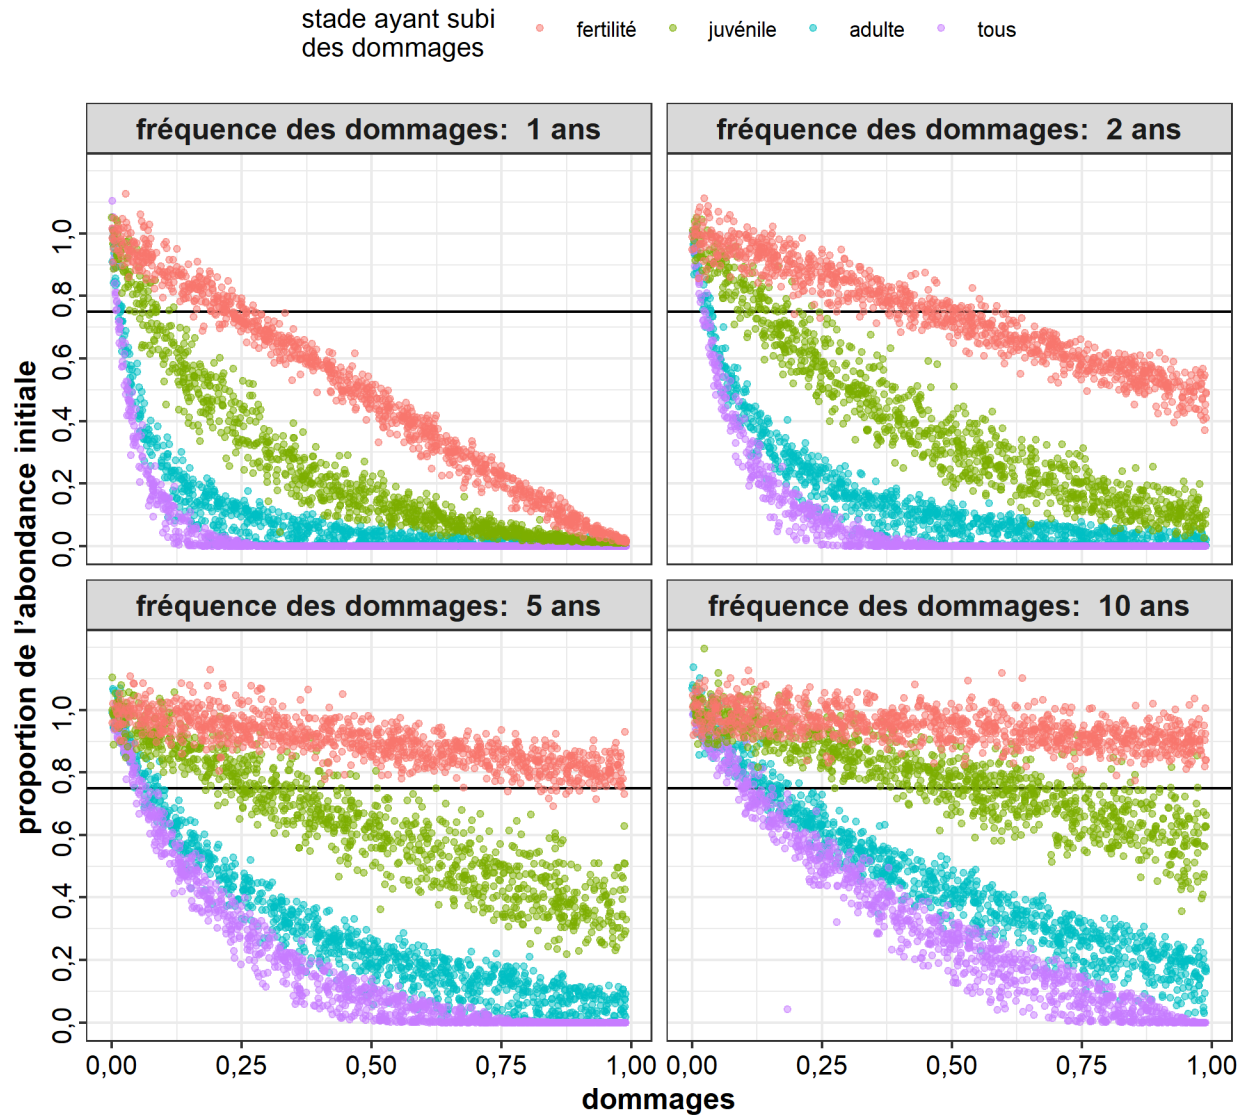 stade ayant subi
des dommages
fertilité juvénile adulte tous
fréquence des dommages: 1 ans
fréquence des dommages: 2 ans
1,0
0,8
0,6
0,4
0,2
0,0
fréquence des dommages: 5 ans
fréquence des dommages: 10 ans
1,0
0,8
0,6
0,4
0,2
0,0
proportion de l’abondance initiale
0,00 0,25 0,50 0,75 1,00 0,00 0,25 0,50 0,75 1,00
dommages